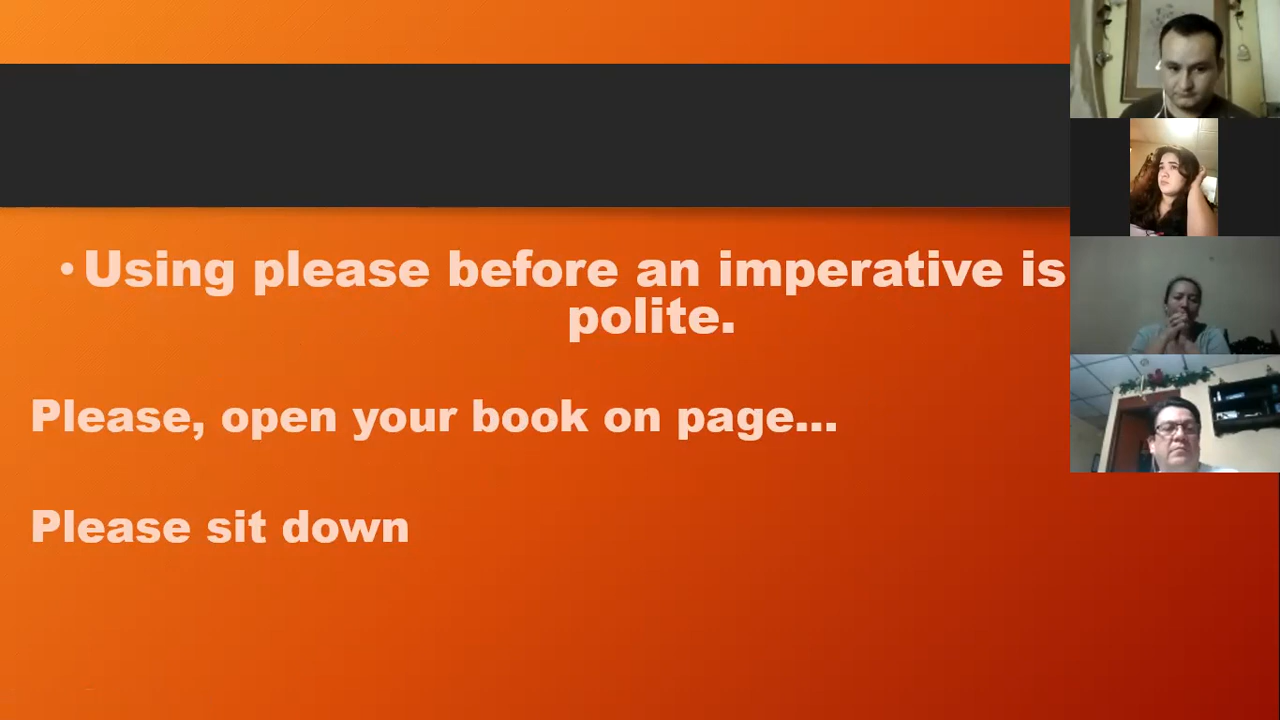 • Using please before an imperative is
polite.
Please, open your book on page...
Please sit down